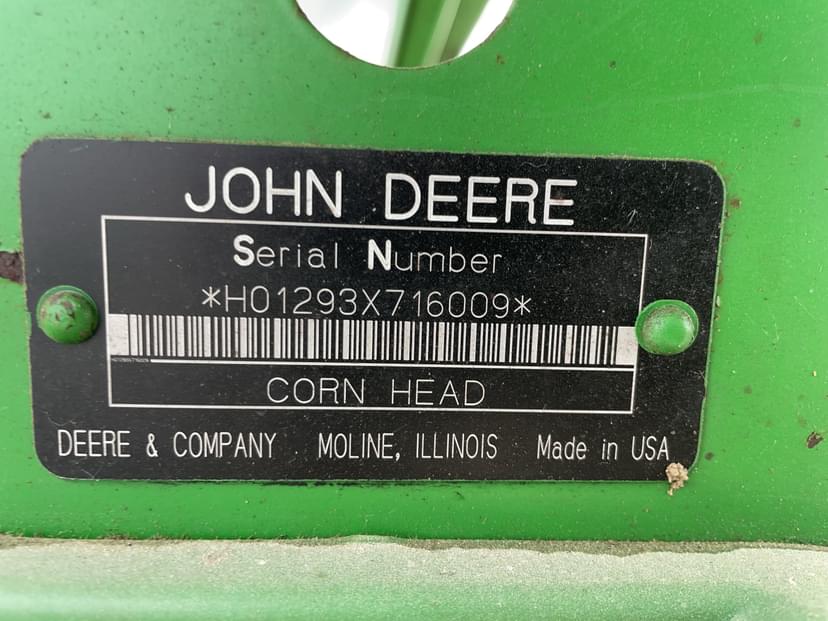 JOHN DEERE
Serial Number
*H01293X716009*
CORN HEAD
DEERE & COMPANY MOLINE, ILLINOIS Made in USA